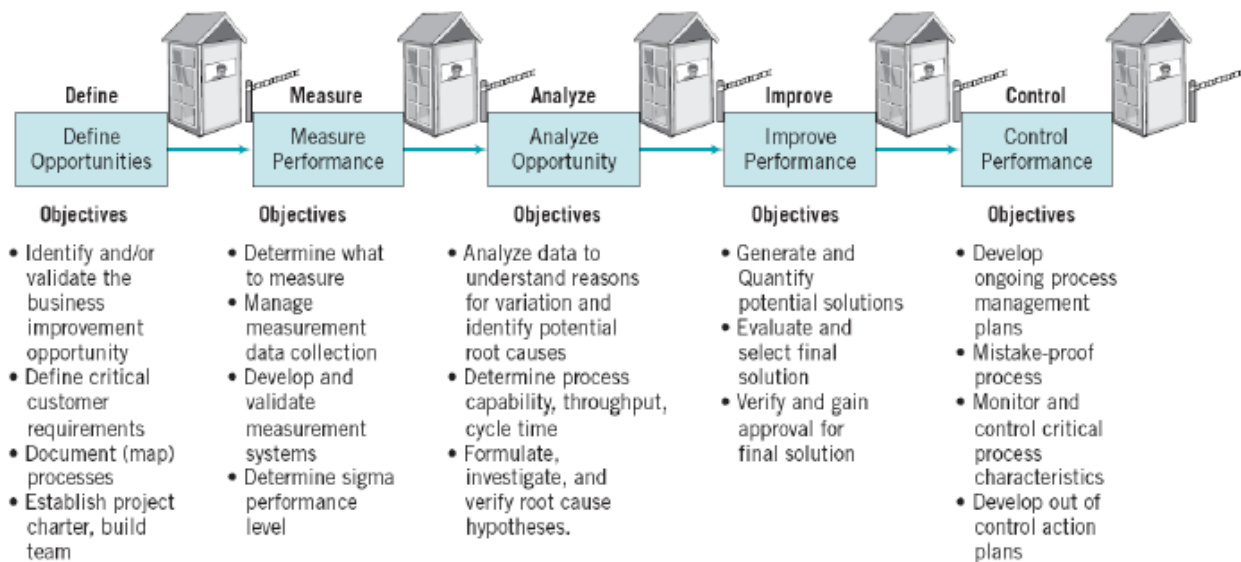 Define
Define
Opportunities
Objectives
• Identify and/or
validate the
business
improvement
opportunity
• Define critical
customer
requirements
• Document (map)
processes
• Establish project
charter, build
team
Measure
Measure
Performance
Objectives
• Determine what
to measure
• Manage
measurement
data collection
• Develop and
validate
measurement
systems
• Determine sigma
performance
level
Analyze
Analyze
Opportunity
Objectives
• Analyze data to
understand reasons
for variation and
identify potential
root causes
• Determine process
capability, throughput,
cycle time
• Formulate,
investigate, and
verify root cause
hypotheses.
Improve
Improve
Performance
Objectives
• Generate and
Quantify
potential solutions
• Evaluate and
select final
solution
• Verify and gain
approval for
final solution
Control
Control
Performance
Objectives
• Develop
ongoing process
management
plans
• Mistake-proof
process
• Monitor and
control critical
process
characteristics
• Develop out of
control action
plans